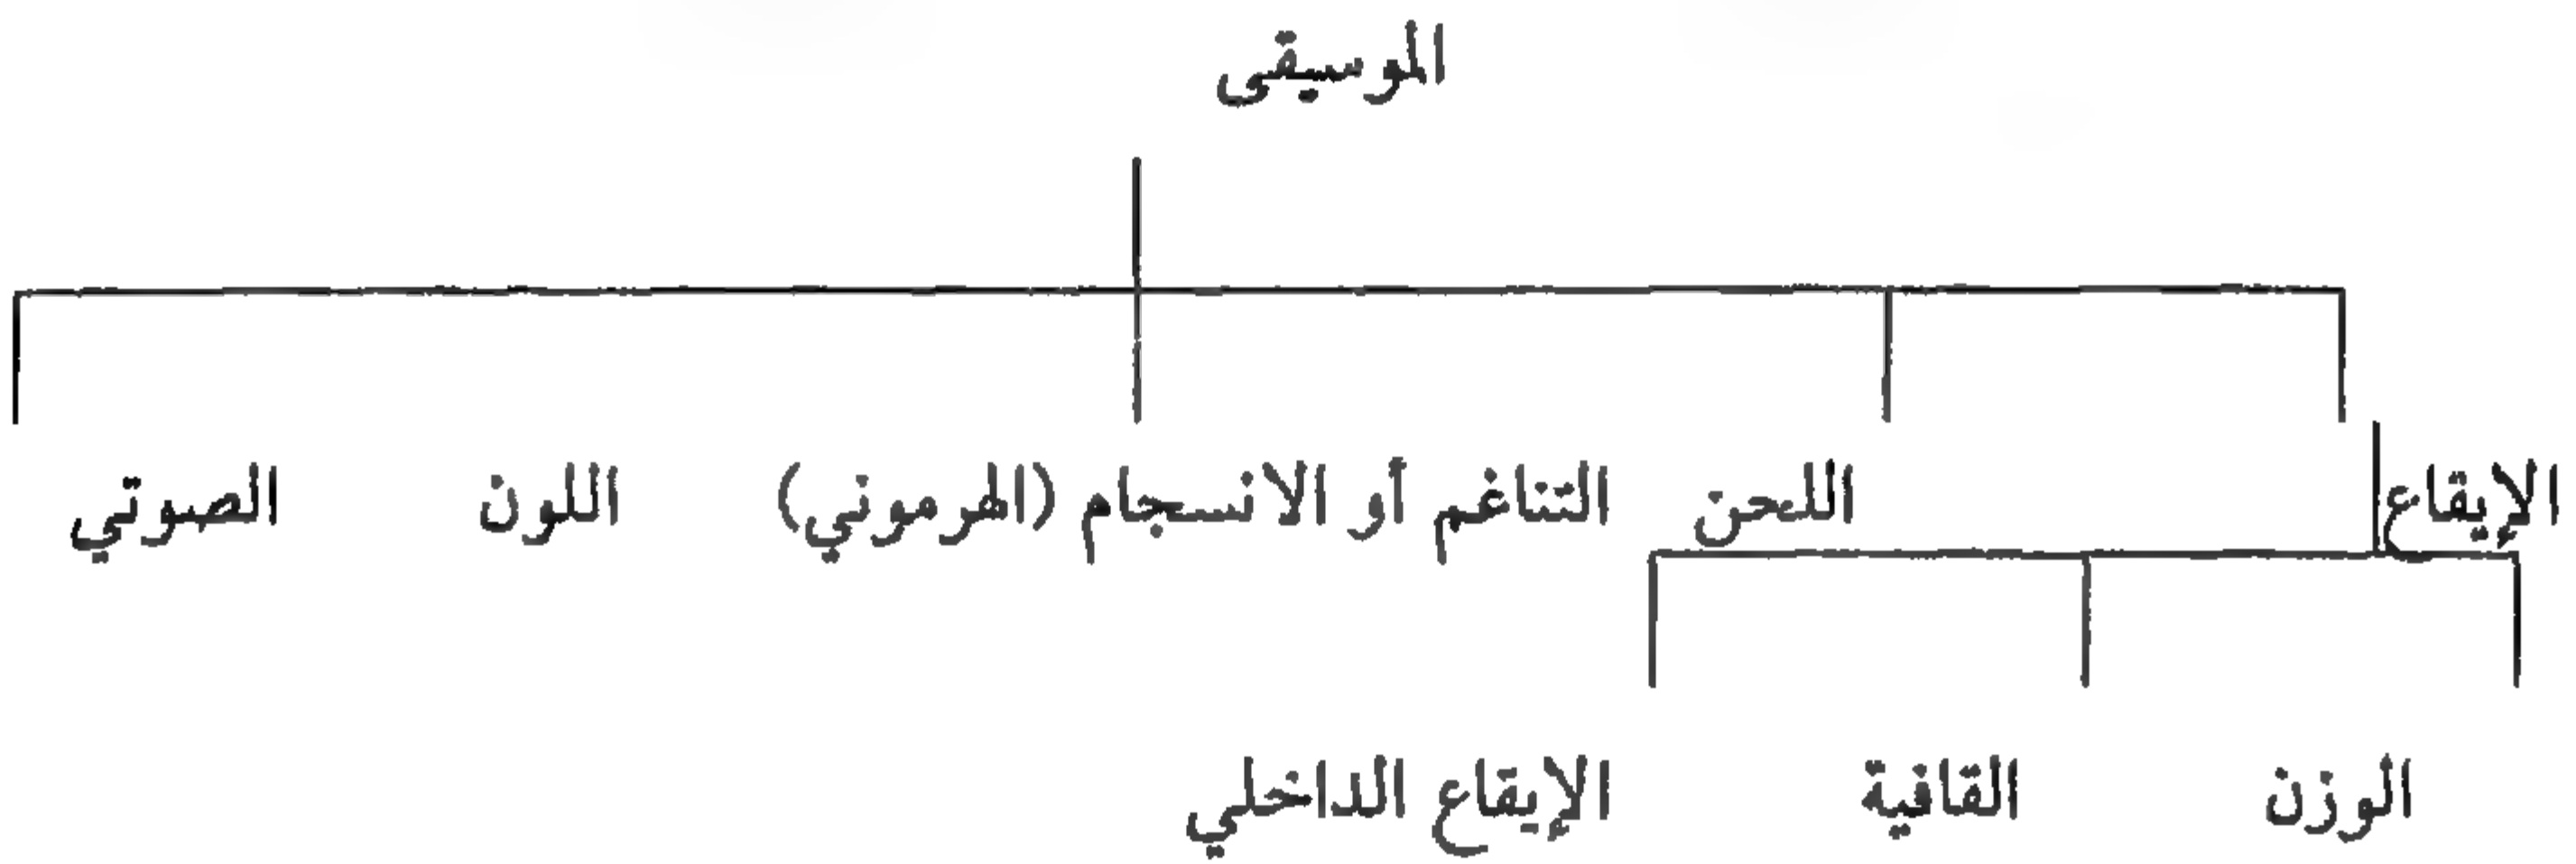 الموسيقى
الإيقاع اللحن التناغم أو الانسجام (الهرموني) اللون الصوتي
الوزن القافية الإيقاع الداخلي